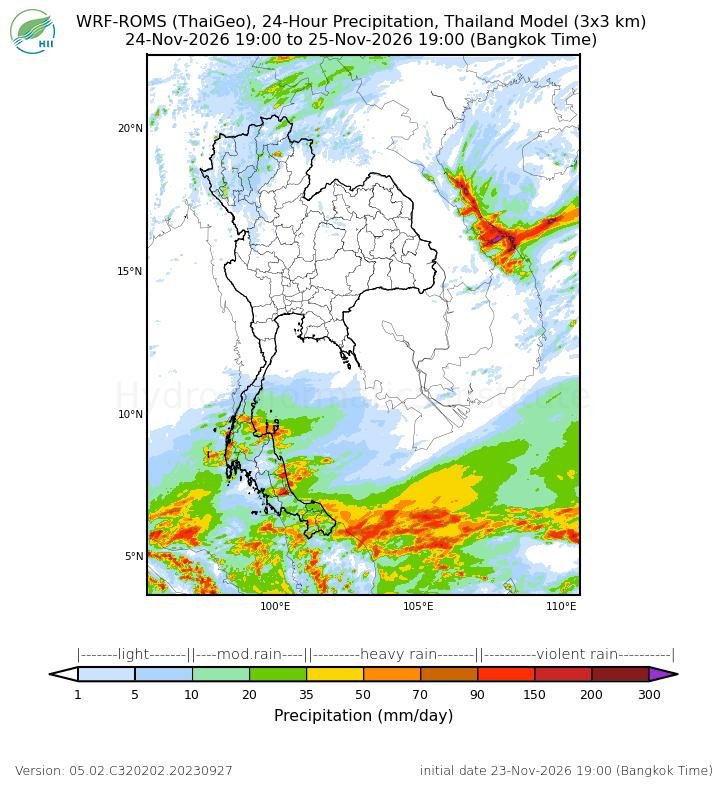 HII
WRF-ROMS (ThaiGeo), 24-Hour Precipitation, Thailand Model (3x3 km)
24-Nov-2026 19:00 to 25-Nov-2026 19:00 (Bangkok Time)
20°N
15°N
10°N
5°N
100°E 105°E 110°E
|-------light-------||----mod.rain----||---------heavy rain--------||----------violent rain----------|
1 5 10 20 35 50 70 90 150 200 300
Precipitation (mm/day)
Version: 05.02.C320202.20230927
initial date 23-Nov-2026 19:00 (Bangkok Time)